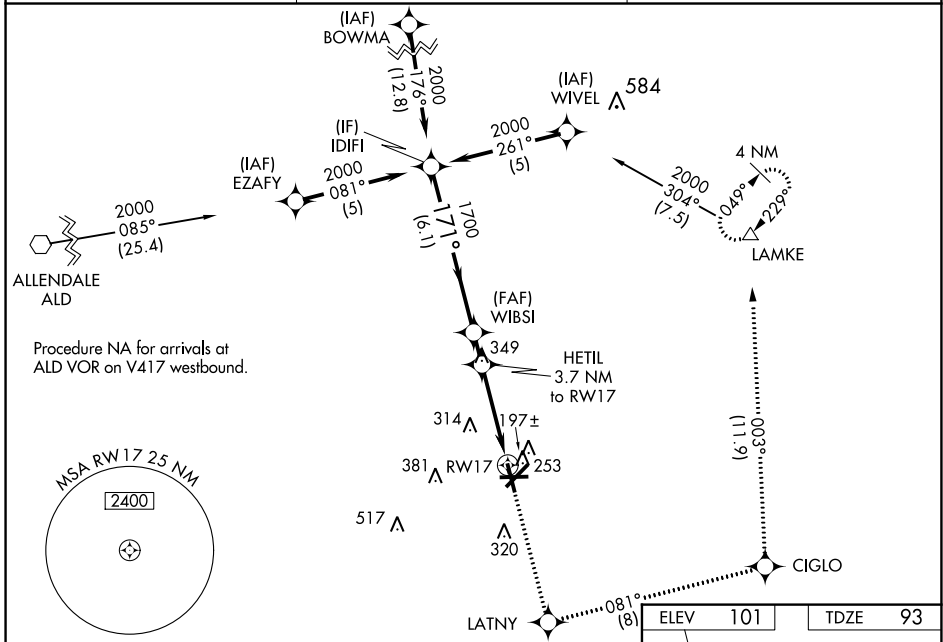 (IAF)
BOWMA
2000
176°
(12.8)
(IAF)
WIVEL
584
(IF)
IDIFI
2000
261°
(5)
(IAF)
EZAFY
2000
081°
(5)
4 NM
2000
304°
(7.5)
049°
229°
LAMKE
2000
085°
(25.4)
ALLENDALE
ALD
1700
171°
(6.1)
(FAF)
WIBSI
349
HETIL
3.7 NM
to RW17
Procedure NA for arrivals at
ALD VOR on V417 westbound.
314
197±
381
RW17
253
003°
(11.9)
MSA RW17 25 NM
2400
517
320
CIGLO
LATNY
081°
(8)
ELEV 101
TDZE 93